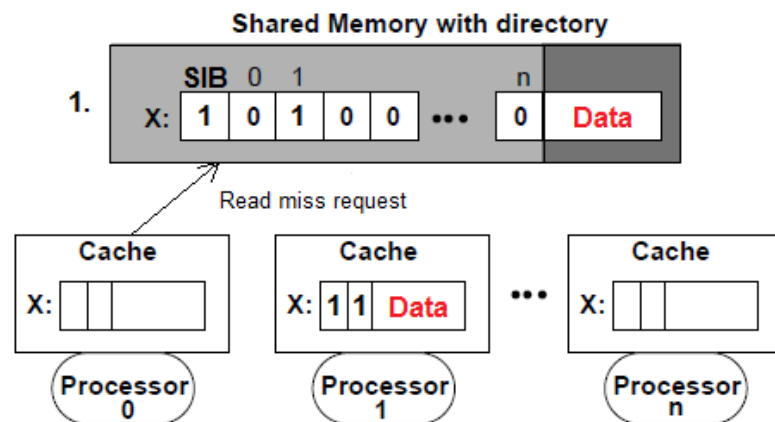 Shared Memory with directory
SIB 0 1 n
1.
X: 1 0 1 0 0 ••• 0 Data
Read miss request
Cache Cache Cache
X: X: 1 1 Data ••• X:
Processor Processor Processor
0 1 n